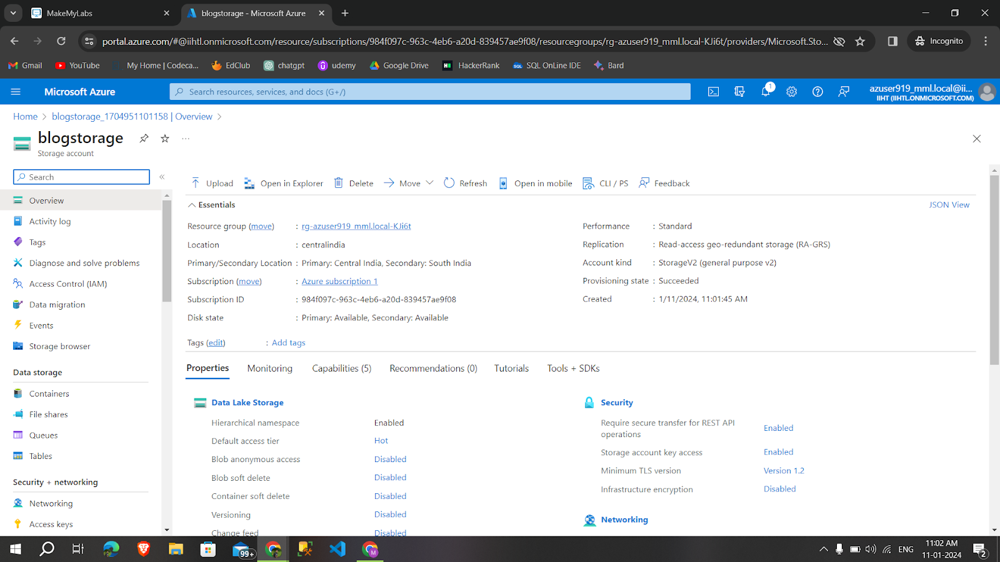 MakeMyLabs
blogstorage - Microsoft Azure
portal.azure.com/#@iihtl.onmicrosoft.com/resource/subscriptions/984f097c-963c-4eb6-a20d-839457ae9f08/resourcegroups/rg-azuser919_mml.local-KJi6t/providers/Microsoft.Sto...
Incognito
Gmail
YouTube
My Home | Codeca...
EdClub
chatgpt
udemy
Google Drive
HackerRank
SQL OnLine IDE
Bard
Microsoft Azure
Search resources, services, and docs (G+/)
1
azuser919_mml.local@ii...
IIHT (IIHTL.ONMICROSOFT.COM)
Home > blogstorage_1704951101158 | Overview >
blogstorage
Storage account
Search
Overview
Activity log
Tags
Diagnose and solve problems
Access Control (IAM)
Data migration
Events
Storage browser
Data storage
Containers
File shares
Queues
Tables
Security + networking
Networking
Access keys
Upload
Open in Explorer
Delete
Move
Refresh
Open in mobile
CLI / PS
Feedback
Essentials
JSON View
Resource group (move) : rg-azuser919_mml.local-KJi6t
Location : centralindia
Primary/Secondary Location : Primary: Central India, Secondary: South India
Subscription (move) : Azure subscription 1
Subscription ID : 984f097c-963c-4eb6-a20d-839457ae9f08
Disk state : Primary: Available, Secondary: Available
Performance : Standard
Replication : Read-access geo-redundant storage (RA-GRS)
Account kind : StorageV2 (general purpose v2)
Provisioning state : Succeeded
Created : 1/11/2024, 11:01:45 AM
Tags (edit) : Add tags
Properties
Monitoring
Capabilities (5)
Recommendations (0)
Tutorials
Tools + SDKs
Data Lake Storage
Hierarchical namespace Enabled
Default access tier Hot
Blob anonymous access Disabled
Blob soft delete Disabled
Container soft delete Disabled
Versioning Disabled
Change feed Disabled
Security
Require secure transfer for REST API
operations Enabled
Storage account key access Enabled
Minimum TLS version Version 1.2
Infrastructure encryption Disabled
Networking
99+
M
ENG
11:02 AM
11-01-2024
2